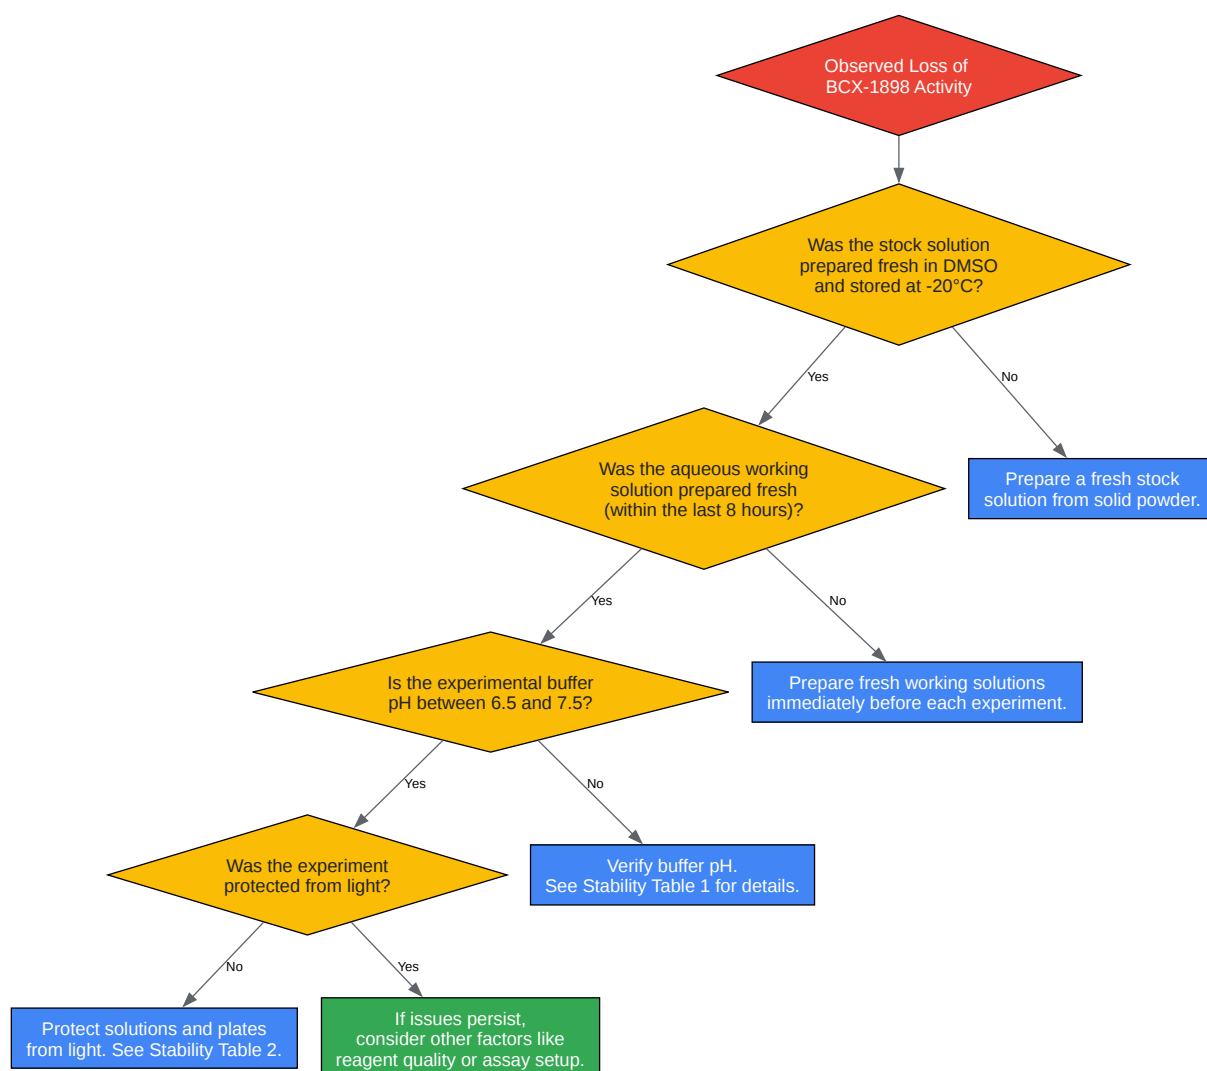 Observed Loss of
BCX-1898 Activity
Was the stock solution
prepared fresh in DMSO
and stored at -20°C?
Yes
No
Was the aqueous working
solution prepared fresh
(within the last 8 hours)?
Prepare a fresh stock
solution from solid powder.
Yes
No
Is the experimental buffer
pH between 6.5 and 7.5?
Prepare fresh working solutions
immediately before each experiment.
Yes
No
Was the experiment
protected from light?
Verify buffer pH.
See Stability Table 1 for details.
No
Yes
Protect solutions and plates
from light. See Stability Table 2.
If issues persist,
consider other factors like
reagent quality or assay setup.